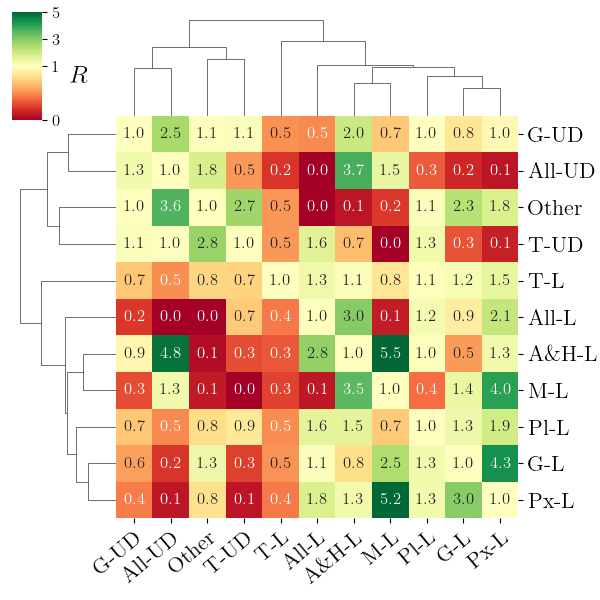 5
3
1
0
R
1.0 2.5 1.1 1.1 0.5 0.5 2.0 0.7 1.0 0.8 1.0 G-UD
1.3 1.0 1.8 0.5 0.2 0.0 3.7 1.5 0.3 0.2 0.1 All-UD
1.0 3.6 1.0 2.7 0.5 0.0 0.1 0.2 1.1 2.3 1.8 Other
1.1 1.0 2.8 1.0 0.5 1.6 0.7 0.0 1.3 0.3 0.1 T-UD
0.7 0.5 0.8 0.7 1.0 1.3 1.1 0.8 1.1 1.2 1.5 T-L
0.2 0.0 0.0 0.7 0.4 1.0 3.0 0.1 1.2 0.9 2.1 All-L
0.9 4.8 0.1 0.3 0.3 2.8 1.0 5.5 1.0 0.5 1.3 A&H-L
0.3 1.3 0.1 0.0 0.3 0.1 3.5 1.0 0.4 1.4 4.0 M-L
0.7 0.5 0.8 0.9 0.5 1.6 1.5 0.7 1.0 1.3 1.9 Pl-L
0.6 0.2 1.3 0.3 0.5 1.1 0.8 2.5 1.3 1.0 4.3 G-L
0.4 0.1 0.8 0.1 0.4 1.8 1.3 5.2 1.3 3.0 1.0 Px-L
G-UD All-UD Other T-UD T-L All-L A&H-L M-L Pl-L G-L Px-L